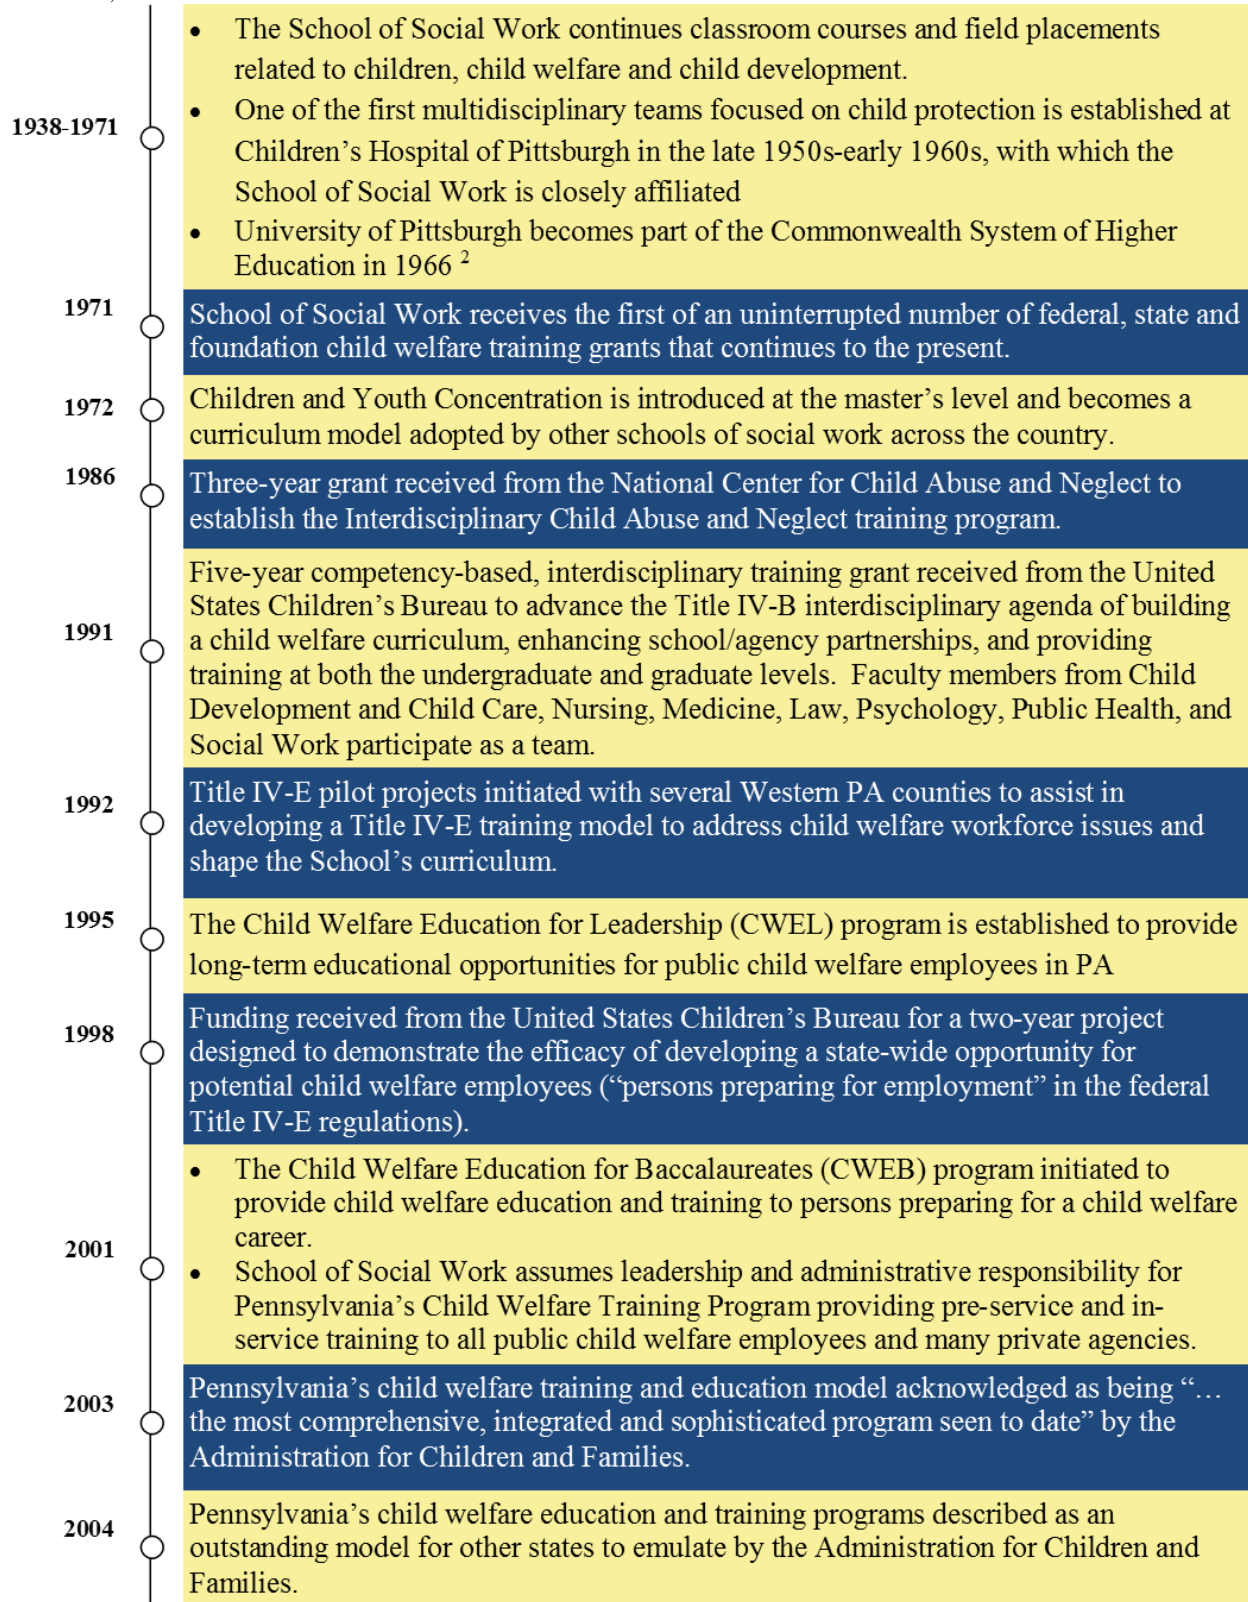 • The School of Social Work continues classroom courses and field placements
related to children, child welfare and child development.
1938-1971
• One of the first multidisciplinary teams focused on child protection is established at
Children’s Hospital of Pittsburgh in the late 1950s-early 1960s, with which the
School of Social Work is closely affiliated
• University of Pittsburgh becomes part of the Commonwealth System of Higher
Education in 1966 ²
1971
School of Social Work receives the first of an uninterrupted number of federal, state and
foundation child welfare training grants that continues to the present.
1972
Children and Youth Concentration is introduced at the master’s level and becomes a
curriculum model adopted by other schools of social work across the country.
1986
Three-year grant received from the National Center for Child Abuse and Neglect to
establish the Interdisciplinary Child Abuse and Neglect training program.
1991
Five-year competency-based, interdisciplinary training grant received from the United
States Children’s Bureau to advance the Title IV-B interdisciplinary agenda of building
a child welfare curriculum, enhancing school/agency partnerships, and providing
training at both the undergraduate and graduate levels.  Faculty members from Child
Development and Child Care, Nursing, Medicine, Law, Psychology, Public Health, and
Social Work participate as a team.
1992
Title IV-E pilot projects initiated with several Western PA counties to assist in
developing a Title IV-E training model to address child welfare workforce issues and
shape the School’s curriculum.
1995
The Child Welfare Education for Leadership (CWEL) program is established to provide
long-term educational opportunities for public child welfare employees in PA
1998
Funding received from the United States Children’s Bureau for a two-year project
designed to demonstrate the efficacy of developing a state-wide opportunity for
potential child welfare employees (“persons preparing for employment” in the federal
Title IV-E regulations).
2001
• The Child Welfare Education for Baccalaureates (CWEB) program initiated to
provide child welfare education and training to persons preparing for a child welfare
career.
• School of Social Work assumes leadership and administrative responsibility for
Pennsylvania’s Child Welfare Training Program providing pre-service and in-
service training to all public child welfare employees and many private agencies.
2003
Pennsylvania’s child welfare training and education model acknowledged as being “…
the most comprehensive, integrated and sophisticated program seen to date” by the
Administration for Children and Families.
2004
Pennsylvania’s child welfare education and training programs described as an
outstanding model for other states to emulate by the Administration for Children and
Families.